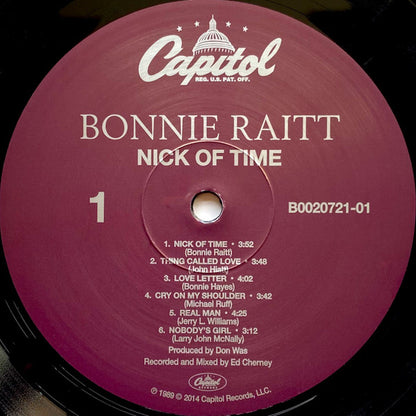 Capitol
REG. U.S. PAT. OFF.
BONNIE RAITT
NICK OF TIME
1
B0020721-01
1. NICK OF TIME • 3:52
(Bonnie Raitt)
2. THING CALLED LOVE • 3:48
(John Hiatt)
3. LOVE LETTER • 4:02
(Bonnie Hayes)
4. CRY ON MY SHOULDER • 3:42
(Michael Ruff)
5. REAL MAN • 4:25
(Jerry L. Williams)
6. NOBODY'S GIRL • 3:12
(Larry John McNally)
Produced by Don Was
Recorded and Mixed by Ed Cherney
Capitol
RECORDS
℗ 1989 © 2014 Capitol Records, LLC.